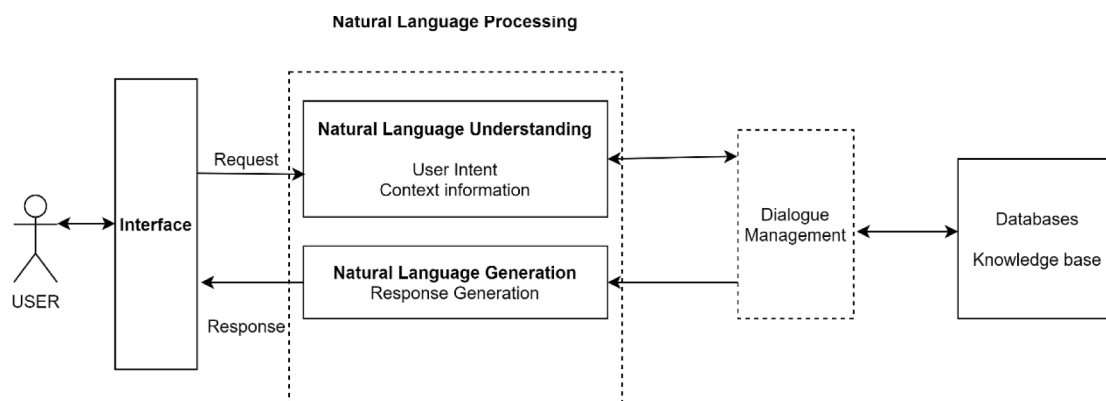 Natural Language Processing
Natural Language Understanding
User Intent
Context information
Request
Interface
USER
Natural Language Generation
Response Generation
Response
Dialogue
Management
Databases
Knowledge base